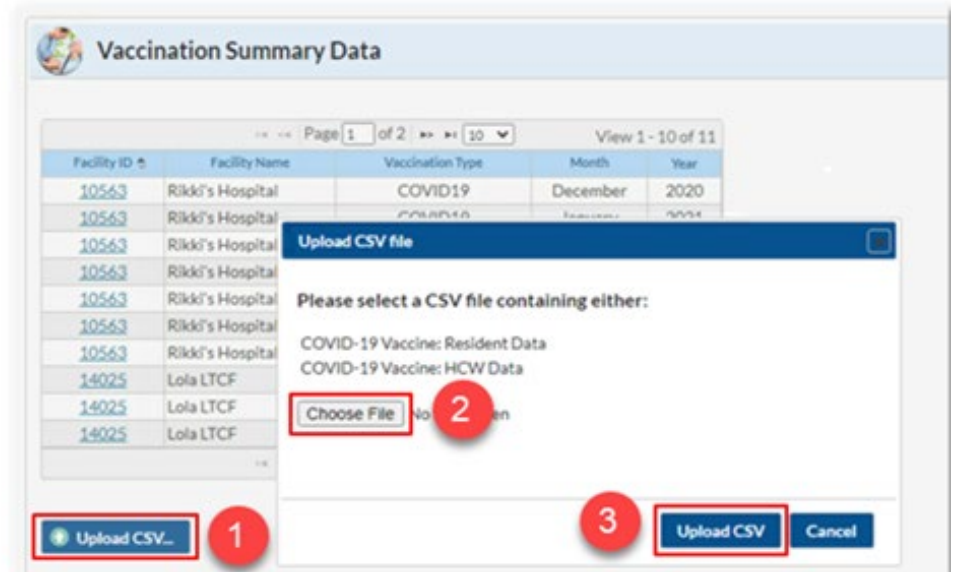 Vaccination Summary Data
Page 1 of 2 10 View 1 - 10 of 11
Facility ID Facility Name Vaccination Type Month Year
10563 Rikki's Hospital COVID19 December 2020
10563 Rikki's Hospital COVID19 January 2021
10563 Rikki's Hospital
10563 Rikki's Hospital
10563 Rikki's Hospital
10563 Rikki's Hospital
10563 Rikki's Hospital
14025 Lola LTCF
14025 Lola LTCF
14025 Lola LTCF
Upload CSV...
1
Upload CSV file
Please select a CSV file containing either:
COVID-19 Vaccine: Resident Data
COVID-19 Vaccine: HCW Data
Choose File No
2
3
Upload CSV Cancel